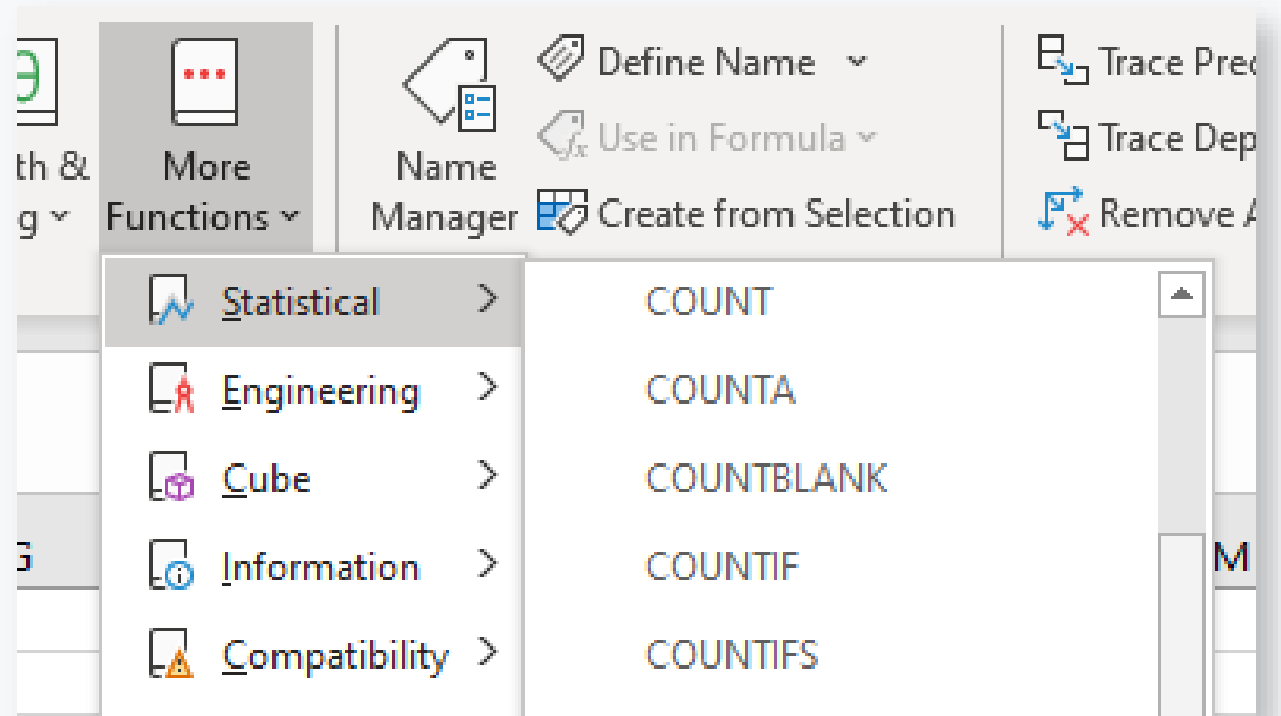 th &
g
More
Functions
Name
Manager
Define Name
Use in Formula
Create from Selection
Trace Prec
Trace Dep
Remove A
Statistical
Engineering
Cube
Information
Compatibility
COUNT
COUNTA
COUNTBLANK
COUNTIF
COUNTIFS
G
M